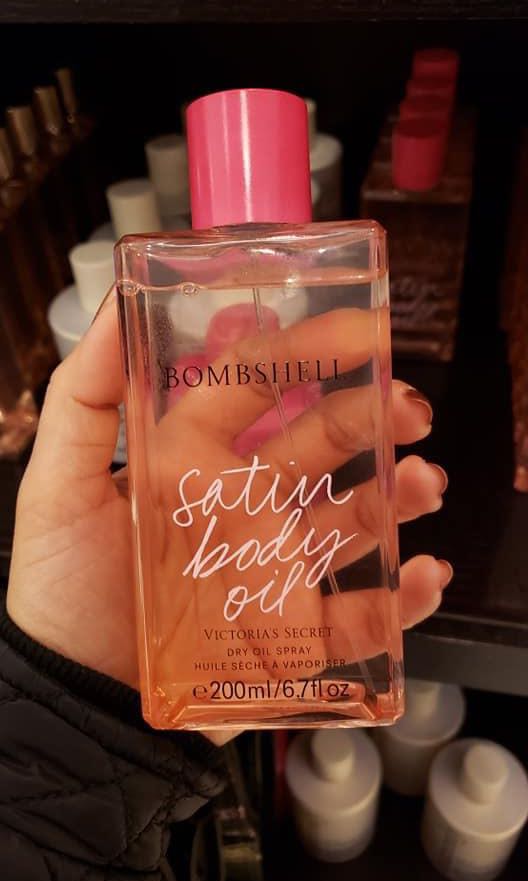 BOMBSHELL
satin
body
oil
VICTORIA'S SECRET
DRY OIL SPRAY
HUILE SÈCHE À VAPORISER
℮200ml/6.7fl oz